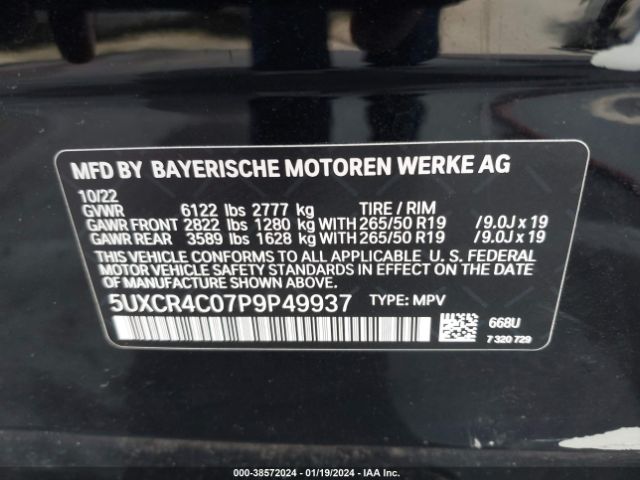 MFD BY BAYERISCHE MOTOREN WERKE AG
10/22
GVWR 6122 lbs 2777 kg TIRE / RIM
GAWR FRONT 2822 lbs 1280 kg WITH 265/50 R19 /9.0J x 19
GAWR REAR 3589 lbs 1628 kg WITH 265/50 R19 /9.0J x 19
THIS VEHICLE CONFORMS TO ALL APPLICABLE U. S. FEDERAL
MOTOR VEHICLE SAFETY STANDARDS IN EFFECT ON THE DATE
OF MANUFACTURE SHOWN ABOVE.
5UXCR4C07P9P49937 TYPE: MPV
668U
7 320 729
000-38572024 - 01/19/2024 - IAA Inc.